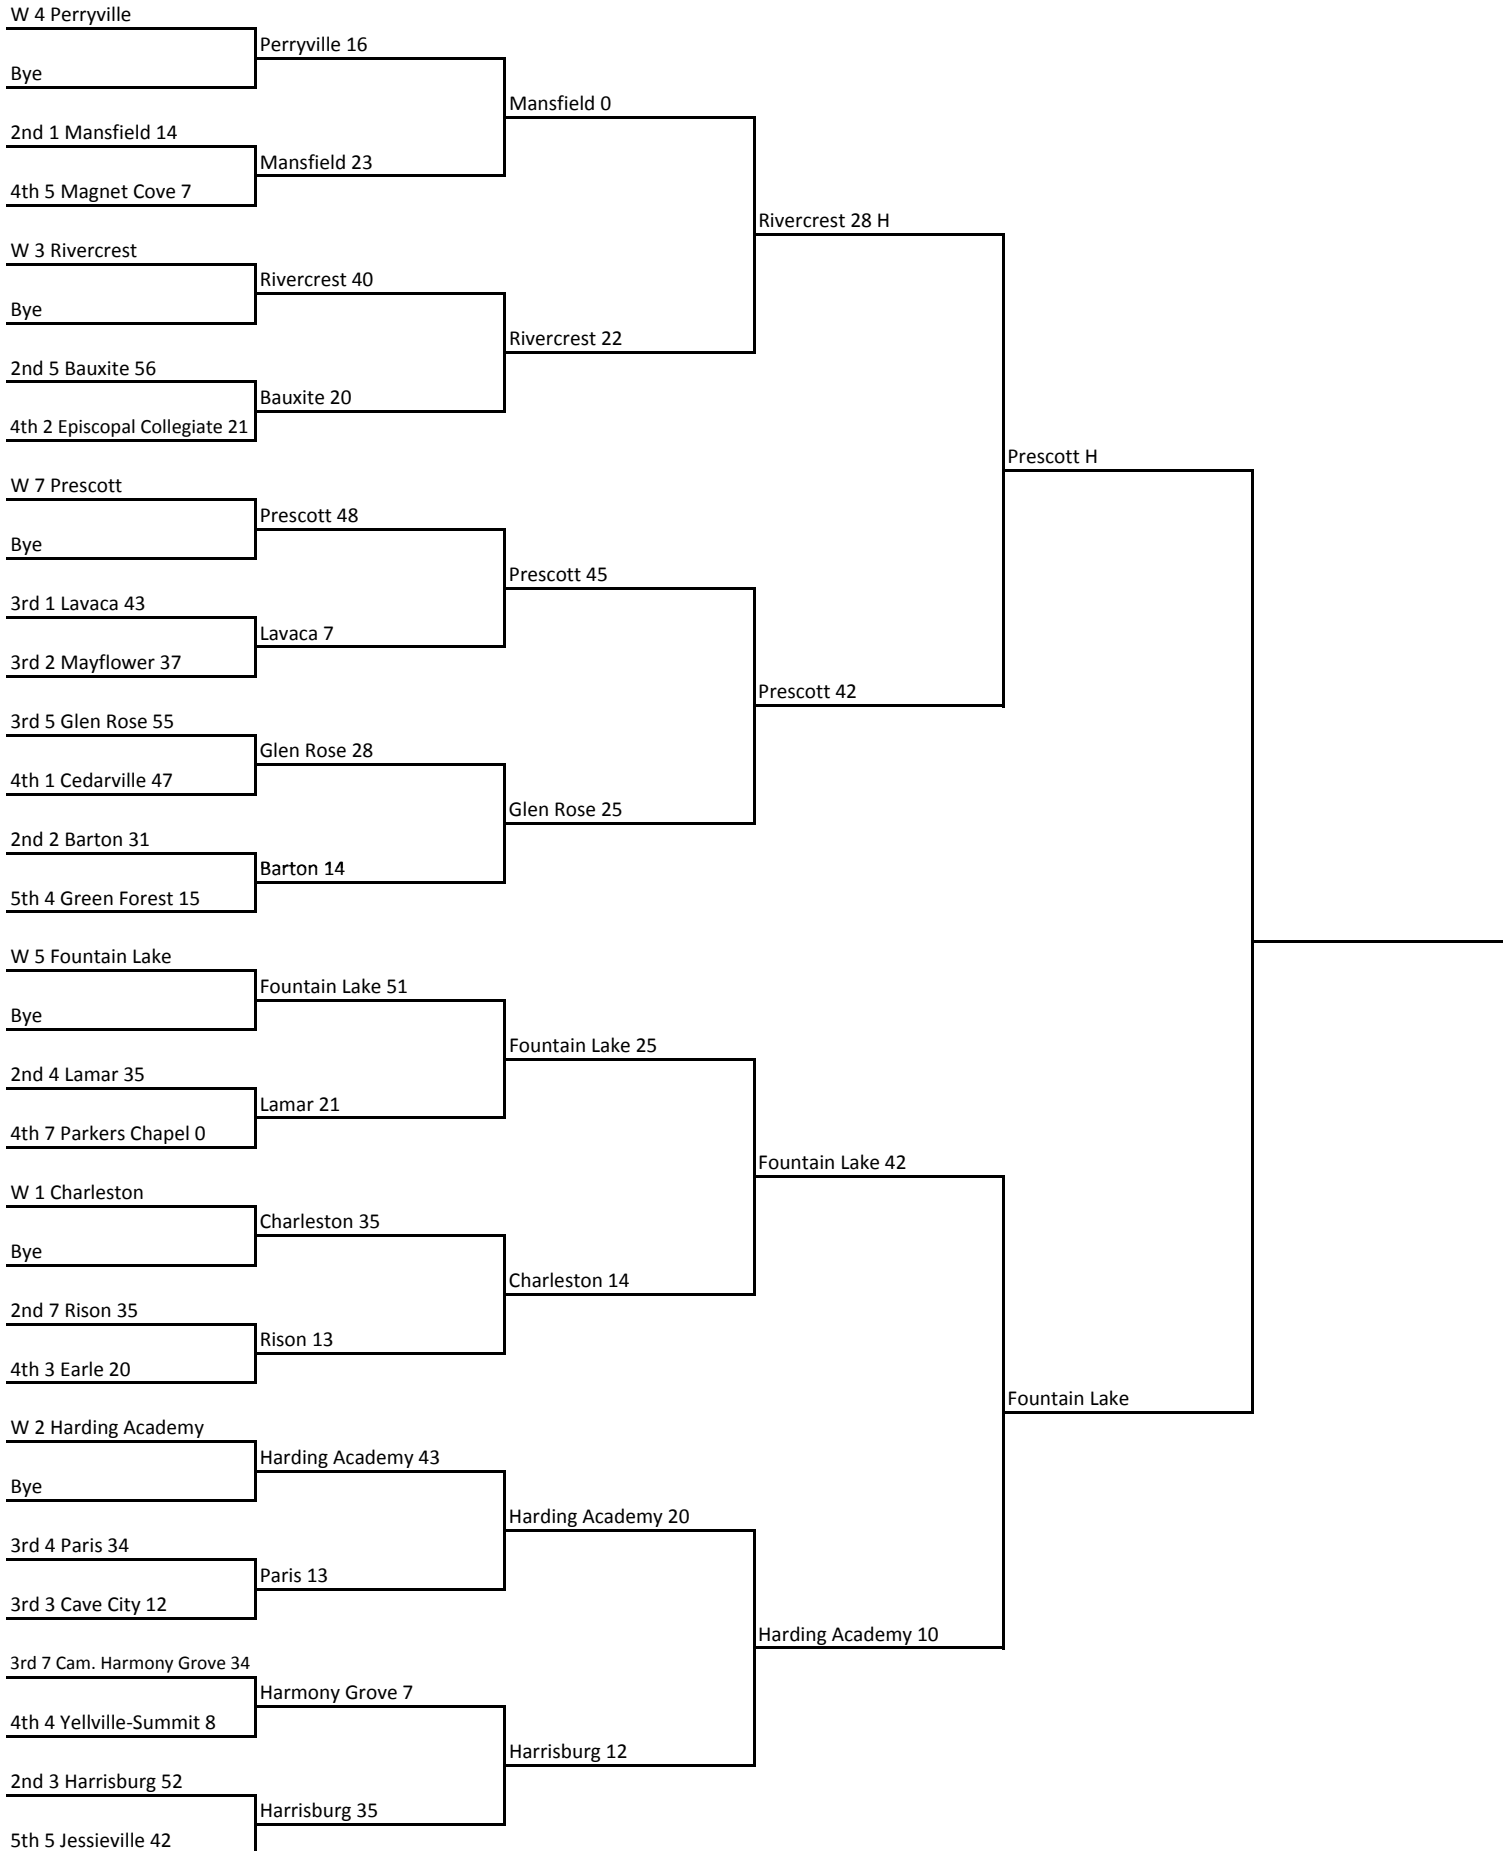 W 4 Perryville
Perryville 16
Bye
Mansfield 0
2nd 1 Mansfield 14
Mansfield 23
4th 5 Magnet Cove 7
Rivercrest 28 H
W 3 Rivercrest
Rivercrest 40
Bye
Rivercrest 22
2nd 5 Bauxite 56
Bauxite 20
4th 2 Episcopal Collegiate 21
Prescott H
W 7 Prescott
Prescott 48
Bye
Prescott 45
3rd 1 Lavaca 43
Lavaca 7
3rd 2 Mayflower 37
Prescott 42
3rd 5 Glen Rose 55
Glen Rose 28
4th 1 Cedarville 47
Glen Rose 25
2nd 2 Barton 31
Barton 14
5th 4 Green Forest 15
W 5 Fountain Lake
Fountain Lake 51
Bye
Fountain Lake 25
2nd 4 Lamar 35
Lamar 21
4th 7 Parkers Chapel 0
Fountain Lake 42
W 1 Charleston
Charleston 35
Bye
Charleston 14
2nd 7 Rison 35
Rison 13
4th 3 Earle 20
Fountain Lake
W 2 Harding Academy
Harding Academy 43
Bye
Harding Academy 20
3rd 4 Paris 34
Paris 13
3rd 3 Cave City 12
Harding Academy 10
3rd 7 Cam. Harmony Grove 34
Harmony Grove 7
4th 4 Yellville-Summit 8
Harrisburg 12
2nd 3 Harrisburg 52
Harrisburg 35
5th 5 Jessieville 42